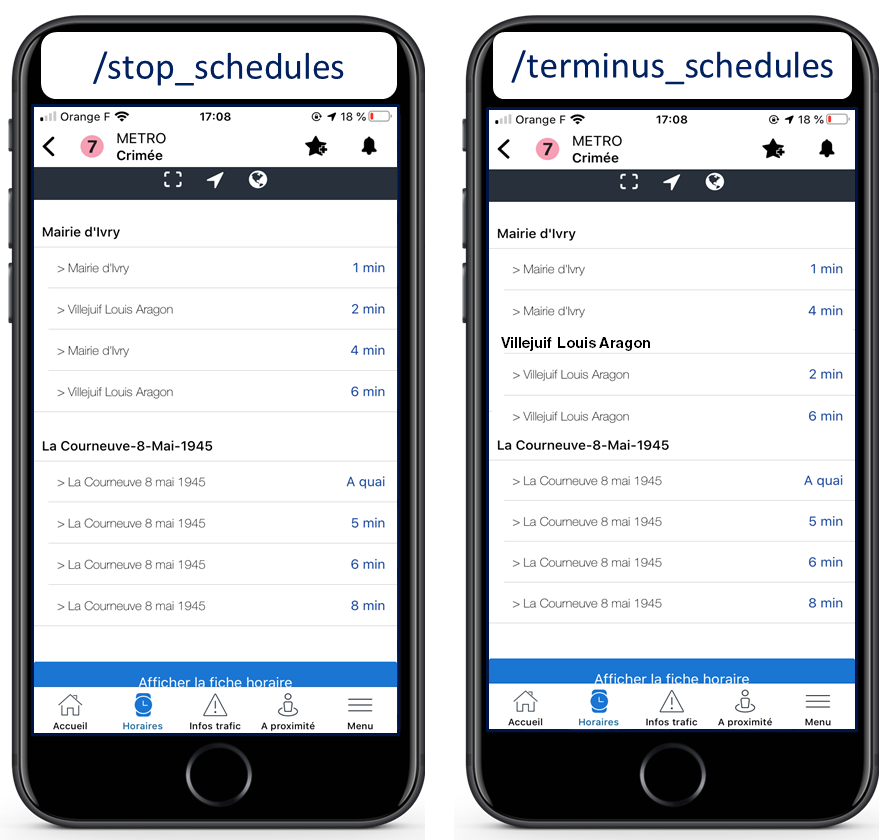 /stop_schedules
Orange F 17:08 18 %
7 METRO
Crimée
Mairie d'Ivry
> Mairie d'Ivry 1 min
> Villejuif Louis Aragon 2 min
> Mairie d'Ivry 4 min
> Villejuif Louis Aragon 6 min
La Courneuve-8-Mai-1945
> La Courneuve 8 mai 1945 A quai
> La Courneuve 8 mai 1945 5 min
> La Courneuve 8 mai 1945 6 min
> La Courneuve 8 mai 1945 8 min
Afficher la fiche horaire
Accueil Horaires Infos trafic A proximité Menu
/terminus_schedules
Orange F 17:08 18 %
7 METRO
Crimée
Mairie d'Ivry
> Mairie d'Ivry 1 min
> Mairie d'Ivry 4 min
Villejuif Louis Aragon
> Villejuif Louis Aragon 2 min
> Villejuif Louis Aragon 6 min
La Courneuve-8-Mai-1945
> La Courneuve 8 mai 1945 A quai
> La Courneuve 8 mai 1945 5 min
> La Courneuve 8 mai 1945 6 min
> La Courneuve 8 mai 1945 8 min
Afficher la fiche horaire
Accueil Horaires Infos trafic A proximité Menu